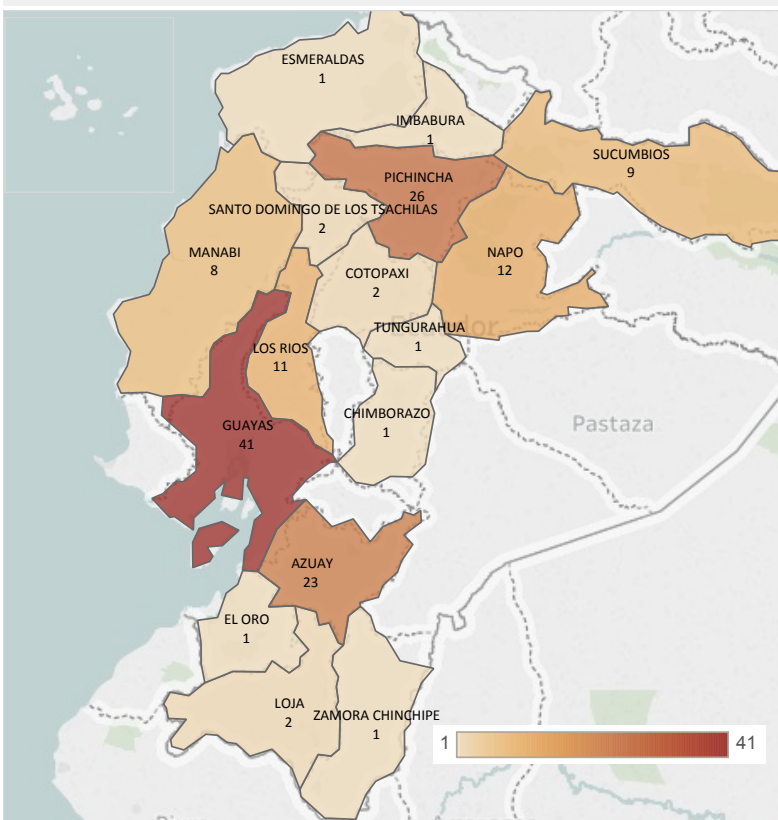 ESMERALDAS
1
IMBABURA
1
SUCUMBIOS
9
PICHINCHA
26
SANTO DOMINGO DE LOS TSACHILAS
2
MANABI
8
NAPO
12
COTOPAXI
2
TUNGURAHUA
1
LOS RIOS
11
CHIMBORAZO
1
Pastaza
GUAYAS
41
AZUAY
23
EL ORO
1
LOJA
2
ZAMORA CHINCHIPE
1
1 41